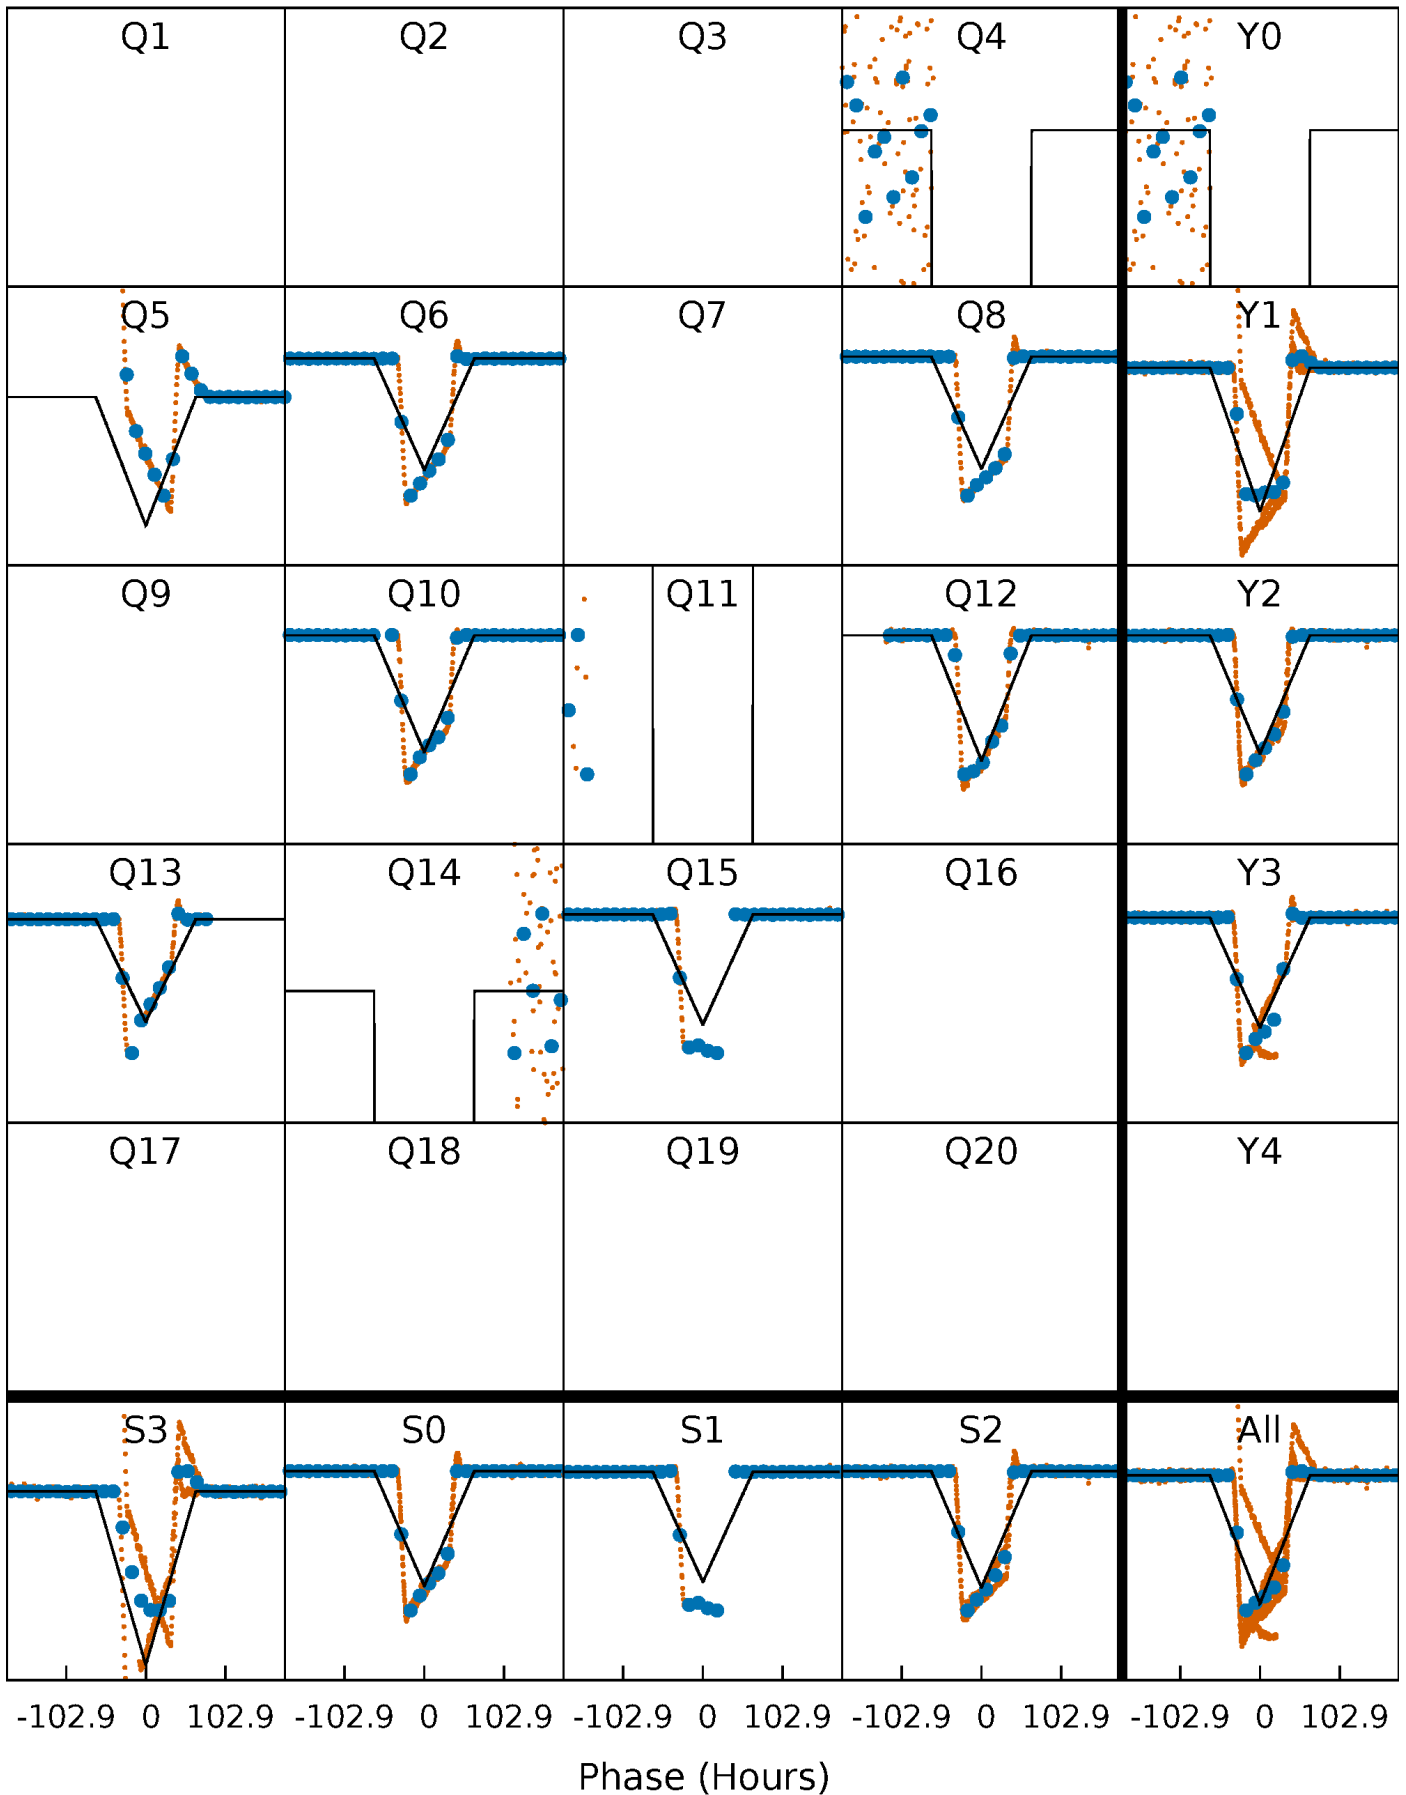 Q1 Q2 Q3 Q4 Y0
Q5 Q6 Q7 Q8 Y1
Q9 Q10 Q11 Q12 Y2
Q13 Q14 Q15 Q16 Y3
Q17 Q18 Q19 Q20 Y4
S3 S0 S1 S2 All
-102.9 0 102.9 -102.9 0 102.9 -102.9 0 102.9 -102.9 0 102.9 -102.9 0 102.9
Phase (Hours)